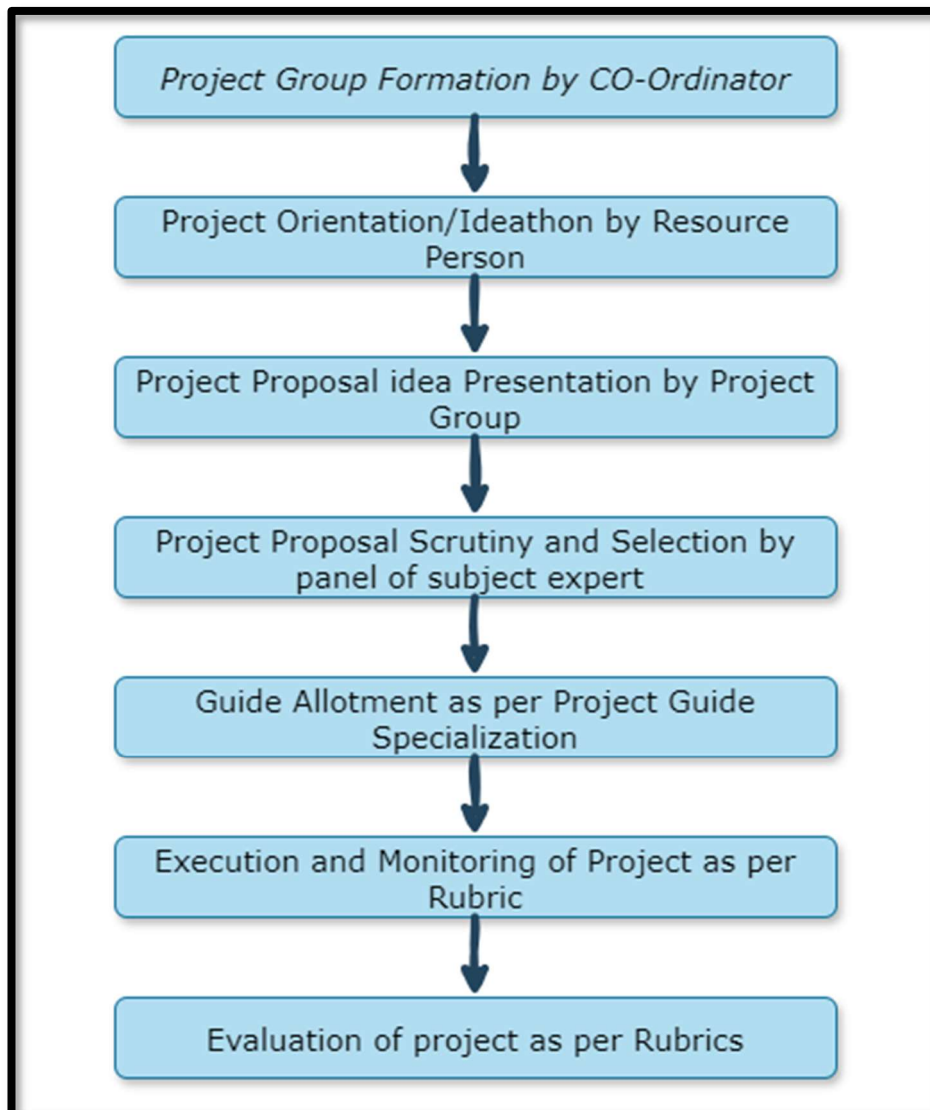 Project Group Formation by CO-Ordinator
Project Orientation/Ideathon by Resource
Person
Project Proposal idea Presentation by Project
Group
Project Proposal Scrutiny and Selection by
panel of subject expert
Guide Allotment as per Project Guide
Specialization
Execution and Monitoring of Project as per
Rubric
Evaluation of project as per Rubrics